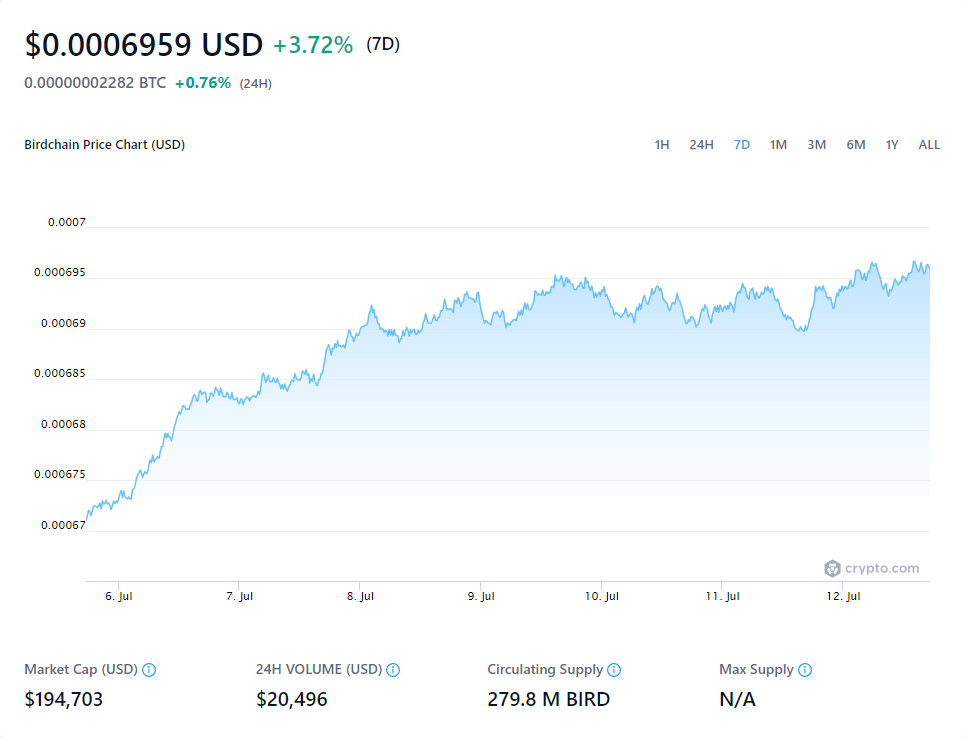 $0.0006959 USD +3.72% (7D)
0.00000002282 BTC +0.76% (24H)
Birdchain Price Chart (USD) 1H 24H 7D 1M 3M 6M 1Y ALL
0.0007
0.000695
0.00069
0.000685
0.00068
0.000675
0.00067
crypto.com
6. Jul 7. Jul 8. Jul 9. Jul 10. Jul 11. Jul 12. Jul
Market Cap (USD) 24H VOLUME (USD) Circulating Supply Max Supply
$194,703 $20,496 279.8 M BIRD N/A